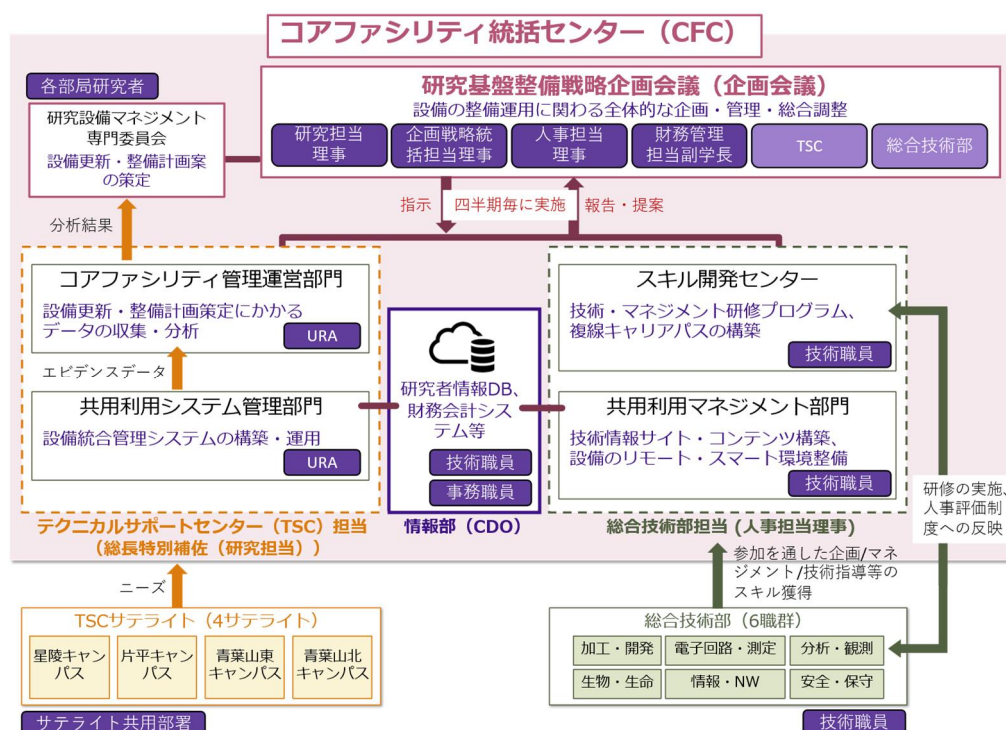 コアファシリティ統括センター（CFC）
各部局研究者
研究設備マネジメント
専門委員会
設備更新・整備計画案
の策定
研究基盤整備戦略企画会議（企画会議）
設備の整備運用に関わる全体的な企画・管理・総合調整
研究担当
理事
企画戦略統
括担当理事
人事担当
理事
財務管理
担当副学長
TSC
総合技術部
指示
四半期毎に実施
報告・提案
分析結果
コアファシリティ管理運営部門
設備更新・整備計画策定にかかる
データの収集・分析
URA
エビデンスデータ
共用利用システム管理部門
設備統合管理システムの構築・運用
URA
テクニカルサポートセンター（TSC）担当
（総長特別補佐（研究担当））
研究者情報DB、
財務会計シス
テム等
技術職員
事務職員
情報部（CDO）
スキル開発センター
技術・マネジメント研修プログラム、
複線キャリアパスの構築
技術職員
共用利用マネジメント部門
技術情報サイト・コンテンツ構築、
設備のリモート・スマート環境整備
技術職員
総合技術部担当 (人事担当理事)
研修の実施、
人事評価制
度への反映
ニーズ
参加を通した企画/マネ
ジメント/技術指導等の
スキル獲得
TSCサテライト（4サテライト）
星陵キャン
パス
片平キャン
パス
青葉山東
キャンパス
青葉山北
キャンパス
サテライト共用部署
総合技術部（6職群）
加工・開発
電子回路・測定
分析・観測
生物・生命
情報・NW
安全・保守
技術職員